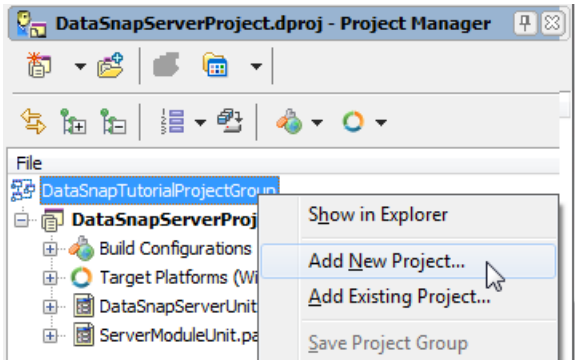 DataSnapServerProject.dproj - Project Manager
File
DataSnapTutorialProjectGroup
DataSnapServerProj
Build Configurations
Target Platforms (Wi
DataSnapServerUnit
ServerModuleUnit.pa
Show in Explorer
Add New Project...
Add Existing Project...
Save Project Group